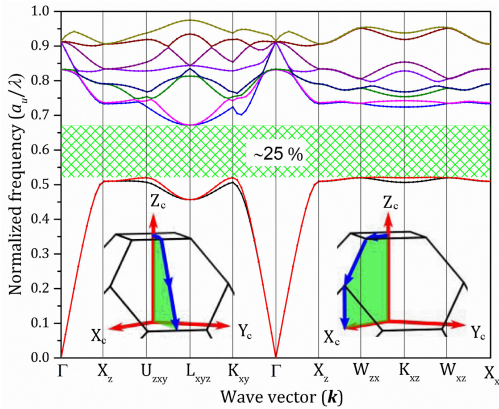 1.0
0.9
0.8
0.7
0.6
0.5
0.4
0.3
0.2
0.1
0.0
Normalized frequency (a_u/λ)
~25 %
Z_c
X_c
Y_c
Z_c
X_c
Y_c
Γ X_z U_zxy L_xyz K_xy Γ X_z W_zx K_xz W_xz X_x
Wave vector (k)